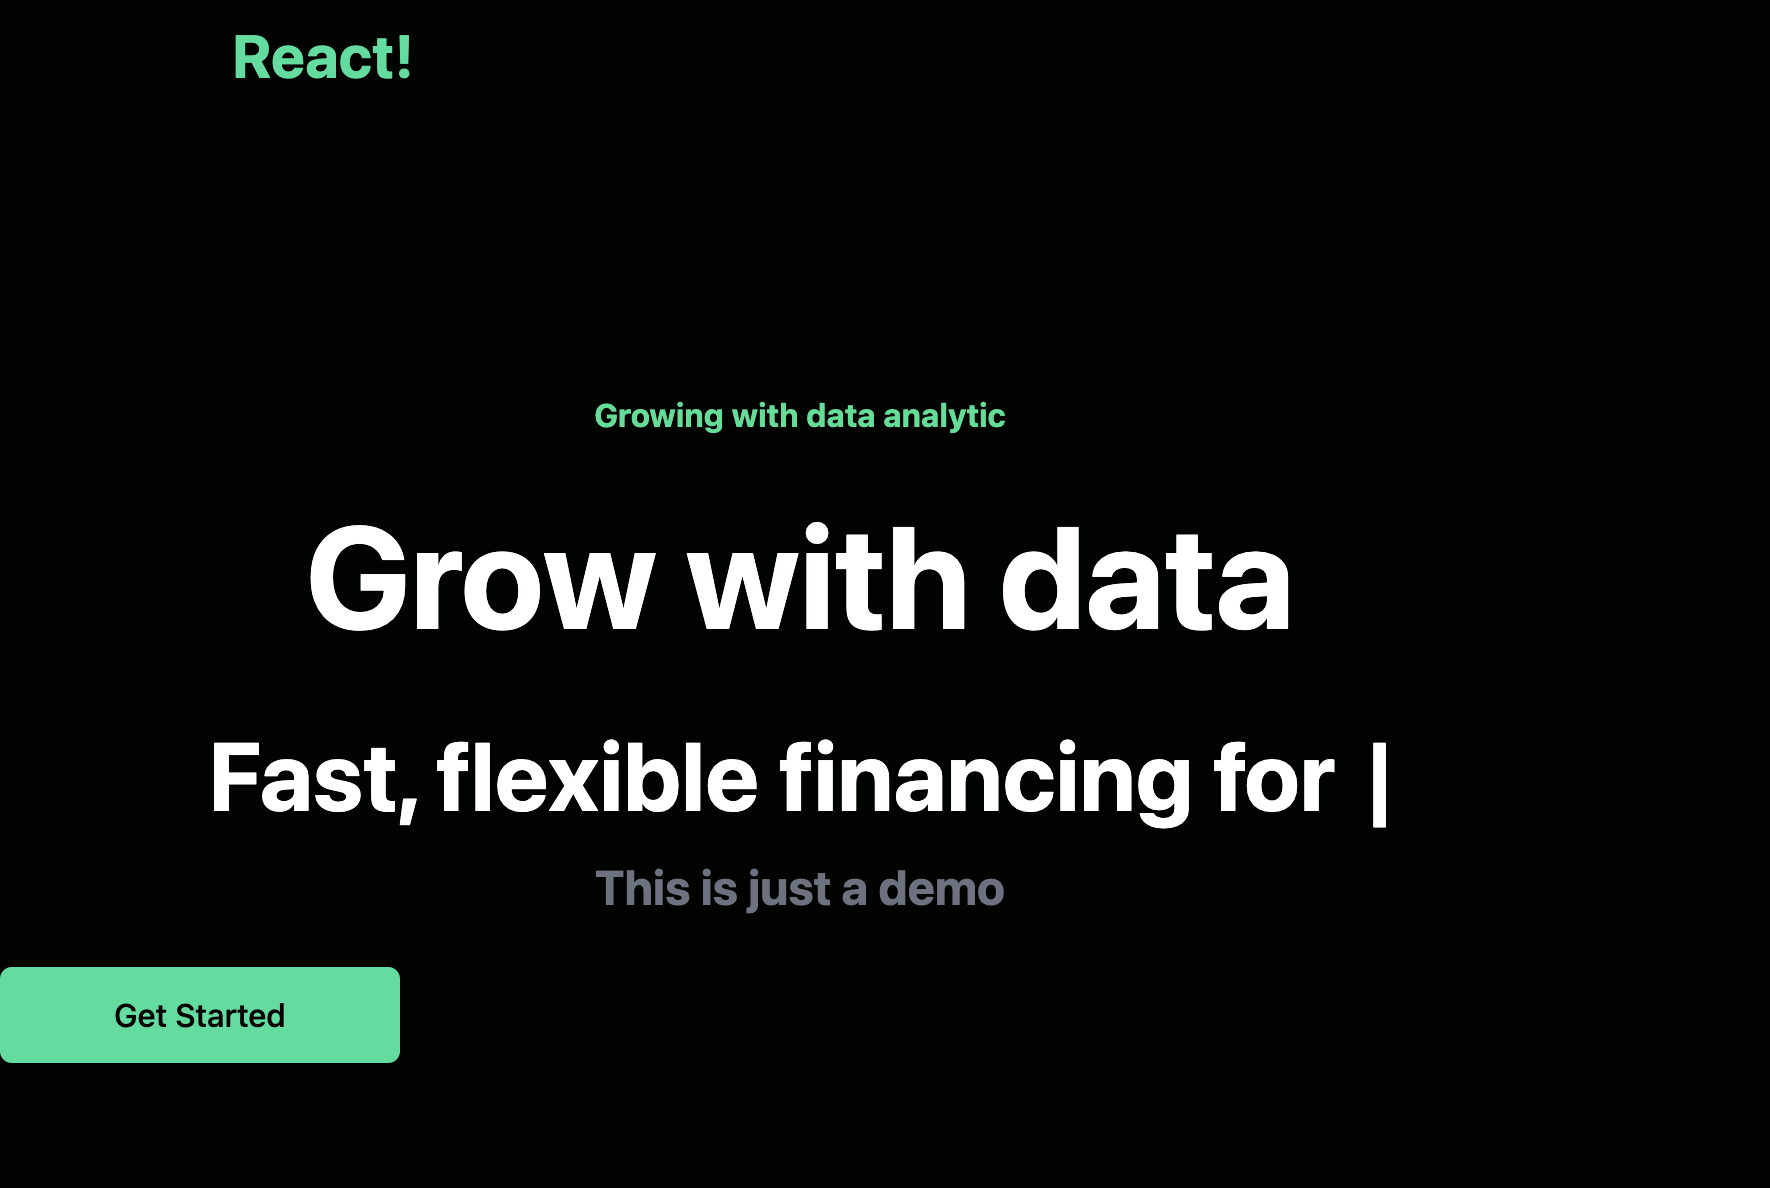 React!
Growing with data analytic
Grow with data
Fast, flexible financing for |
This is just a demo
Get Started